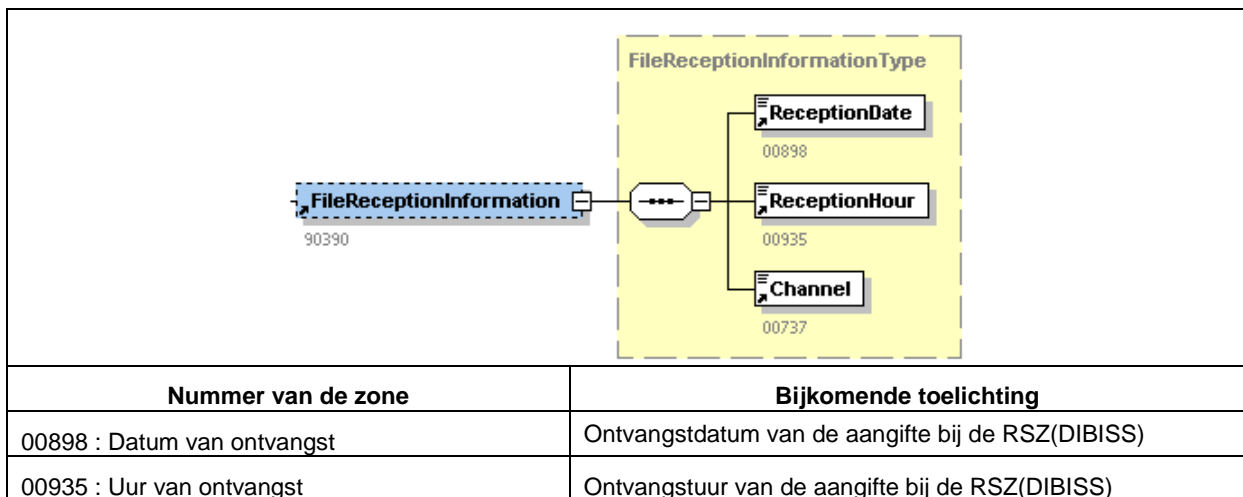 FileReceptionInformationType
ReceptionDate
00898
FileReceptionInformation
90390
ReceptionHour
00935
Channel
00737
Nummer van de zone
Bijkomende toelichting
00898 : Datum van ontvangst
Ontvangstdatum van de aangifte bij de RSZ(DIBISS)
00935 : Uur van ontvangst
Ontvangstuur van de aangifte bij de RSZ(DIBISS)